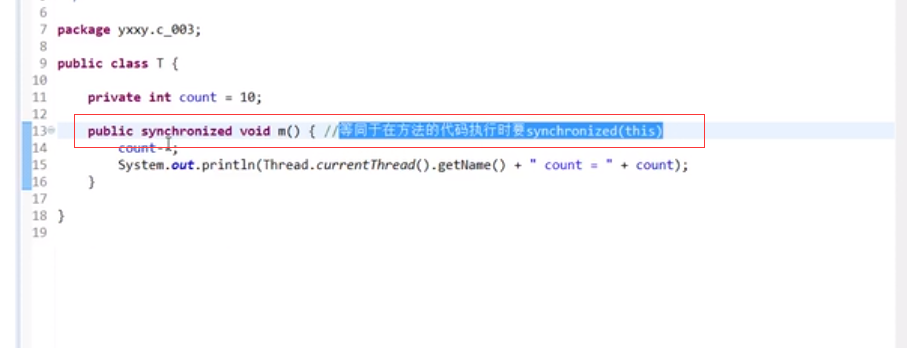 6
7 package yxxy.c_003;
8
9 public class T {
10
11 private int count = 10;
12
13 public synchronized void m() { //等同于在方法的代码执行时要synchronized(this)
14 count--;
15 System.out.println(Thread.currentThread().getName() + " count = " + count);
16 }
17
18 }
19